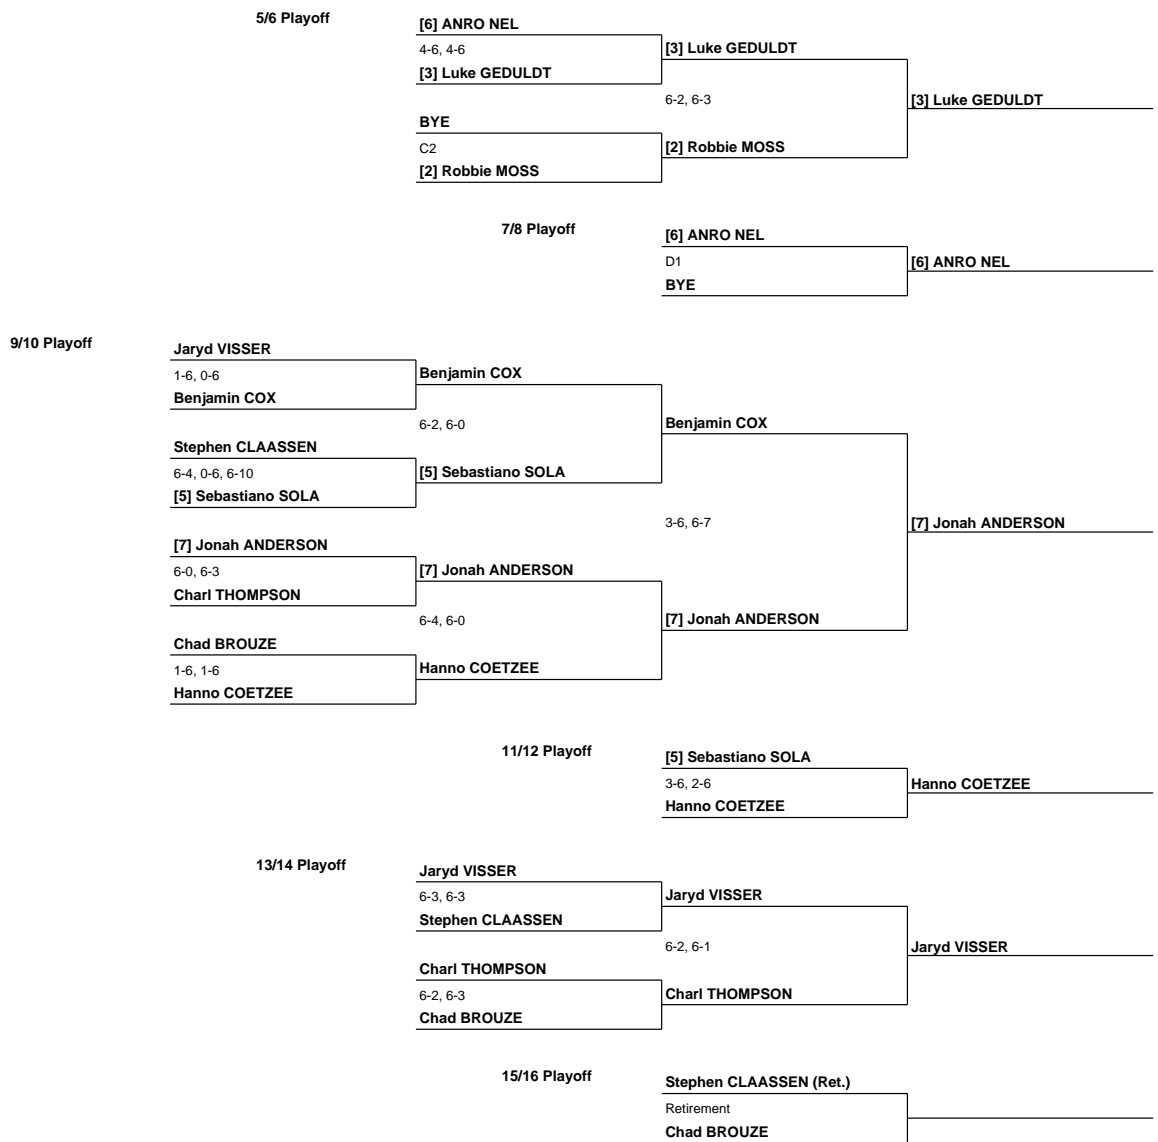 5/6 Playoff
[6] ANRO NEL
4-6, 4-6
[3] Luke GEDULDT
[3] Luke GEDULDT
6-2, 6-3
[3] Luke GEDULDT
BYE
C2
[2] Robbie MOSS
[2] Robbie MOSS
7/8 Playoff
[6] ANRO NEL
D1
[6] ANRO NEL
BYE
9/10 Playoff
Jaryd VISSER
1-6, 0-6
Benjamin COX
Benjamin COX
6-2, 6-0
Benjamin COX
Stephen CLAASSEN
6-4, 0-6, 6-10
[5] Sebastiano SOLA
[5] Sebastiano SOLA
3-6, 6-7
[7] Jonah ANDERSON
[7] Jonah ANDERSON
6-0, 6-3
[7] Jonah ANDERSON
Charl THOMPSON
6-4, 6-0
[7] Jonah ANDERSON
Chad BROUZE
1-6, 1-6
Hanno COETZEE
Hanno COETZEE
11/12 Playoff
[5] Sebastiano SOLA
3-6, 2-6
Hanno COETZEE
Hanno COETZEE
13/14 Playoff
Jaryd VISSER
6-3, 6-3
Jaryd VISSER
Stephen CLAASSEN
6-2, 6-1
Jaryd VISSER
Charl THOMPSON
6-2, 6-3
Charl THOMPSON
Chad BROUZE
15/16 Playoff
Stephen CLAASSEN (Ret.)
Retirement
Chad BROUZE